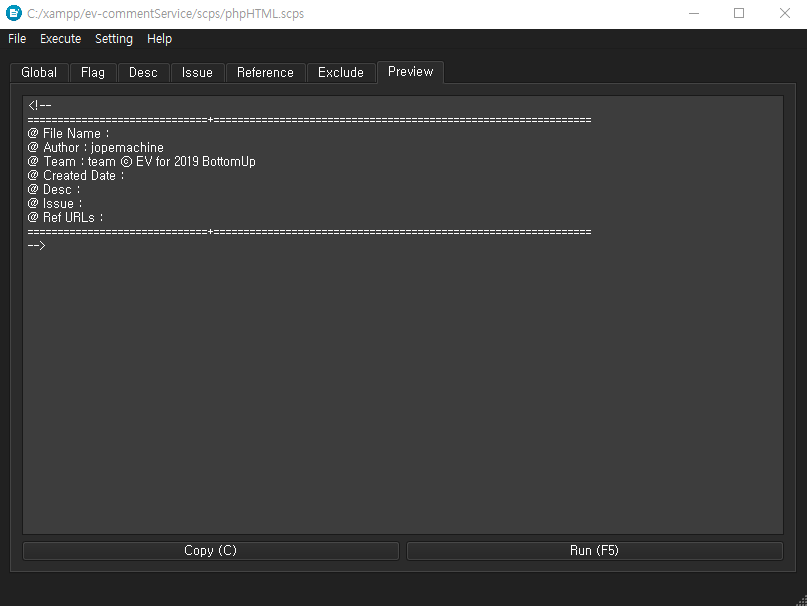 C:/xampp/ev-commentService/scps/phpHTML.scps
File Execute Setting Help
Global Flag Desc Issue Reference Exclude Preview
<!--
==============================+===============================================================
@ File Name :
@ Author : jopemachine
@ Team : team ⓒ EV for 2019 BottomUp
@ Created Date :
@ Desc :
@ Issue :
@ Ref URLs :
==============================+===============================================================
-->
Copy (C) Run (F5)